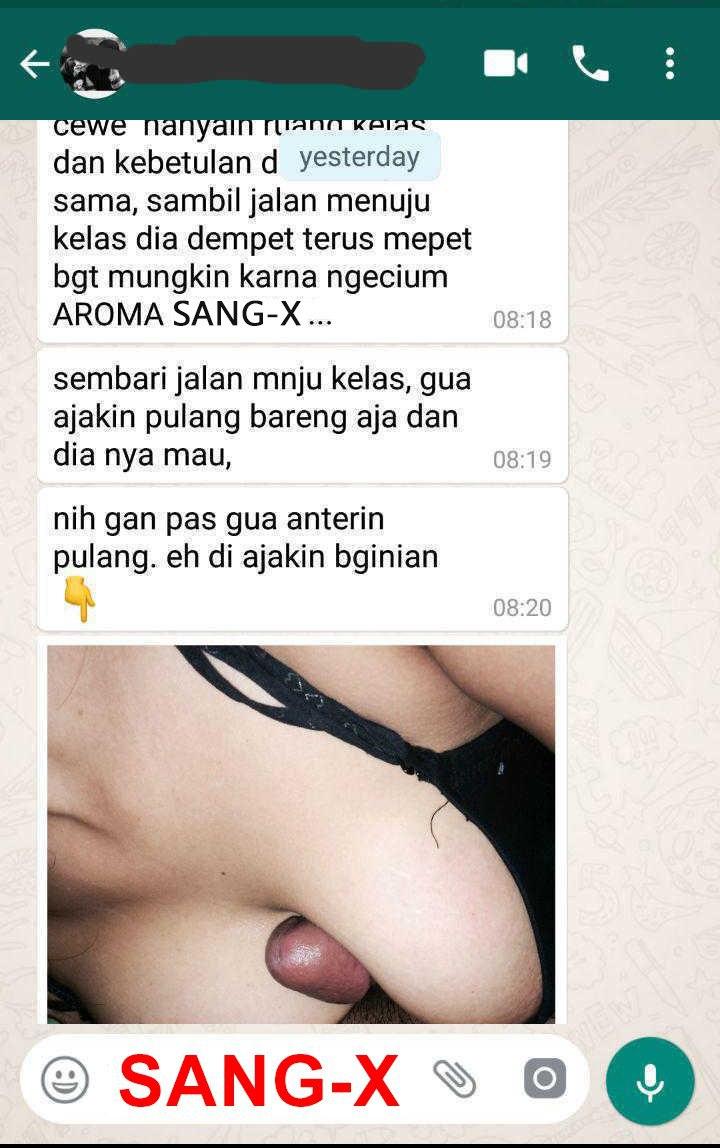 cewe nanyain ruang kelas
dan kebetulan d
yesterday
sama, sambil jalan menuju
kelas dia dempet terus mepet
bgt mungkin karna ngecium
AROMA SANG-X ...
08:18
sembari jalan mnju kelas, gua
ajakin pulang bareng aja dan
dia nya mau,
08:19
nih gan pas gua anterin
pulang. eh di ajakin bginian
👇
08:20
SANG-X